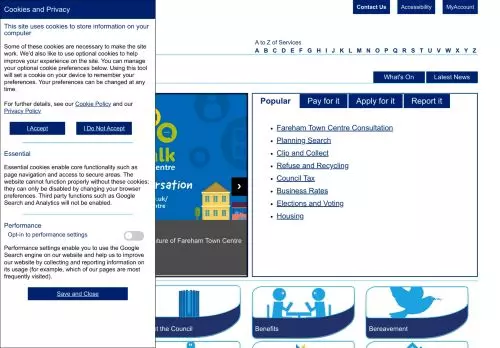 Cookies and Privacy
This site uses cookies to store information on your
computer
Some of these cookies are necessary to make the site
work. We'd also like to use optional cookies to help
improve your experience on the site. You can manage
your optional cookie preferences below. Using this tool
will set a cookie on your device to remember your
preferences. Your preferences can be changed at any
time.
For further details, see our Cookie Policy and our
Privacy Policy
I Accept
I Do Not Accept
Essential
Essential cookies enable core functionality such as
page navigation and access to secure areas. The
website cannot function properly without these cookies;
they can only be disabled by changing your browser
preferences. Third party functions such as Google
Search and Analytics will not be enabled.
Performance
Opt-in to performance settings
Performance settings enable you to use the Google
Search engine on our website and help us to improve
our website by collecting and reporting information on
its usage (for example, which of our pages are most
frequently visited).
Save and Close
Contact Us
Accessibility
MyAccount
A to Z of Services
A B C D E F G H I J K L M N O P Q R S T U V W X Y Z
What's On
Latest News
alk
centre
rsation
.uk/
ntre
ture of Fareham Town Centre
Popular
Pay for it
Apply for it
Report it
Fareham Town Centre Consultation
Planning Search
Clip and Collect
Refuse and Recycling
Council Tax
Business Rates
Elections and Voting
Housing
t the Council
Benefits
Bereavement